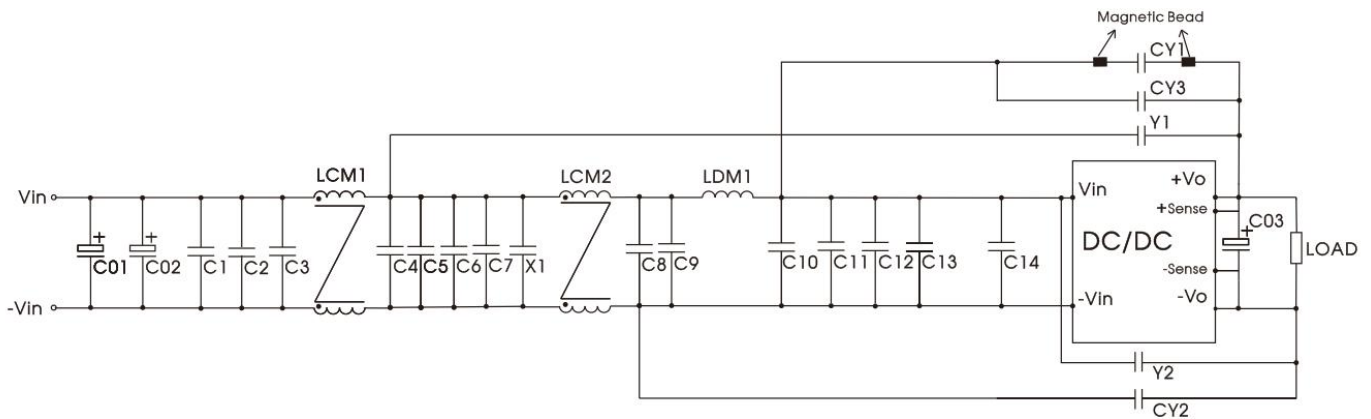 Magnetic Bead
CY1
CY3
Y1
LCM1
LCM2
LDM1
Vin
Vin
+Vo
+Sense
+
C03
DC/DC
LOAD
+
C01
+
C02
C1
C2
C3
C4
C5
C6
C7
X1
C8
C9
C10
C11
C12
C13
C14
-Sense
-Vin
-Vin
-Vo
Y2
CY2